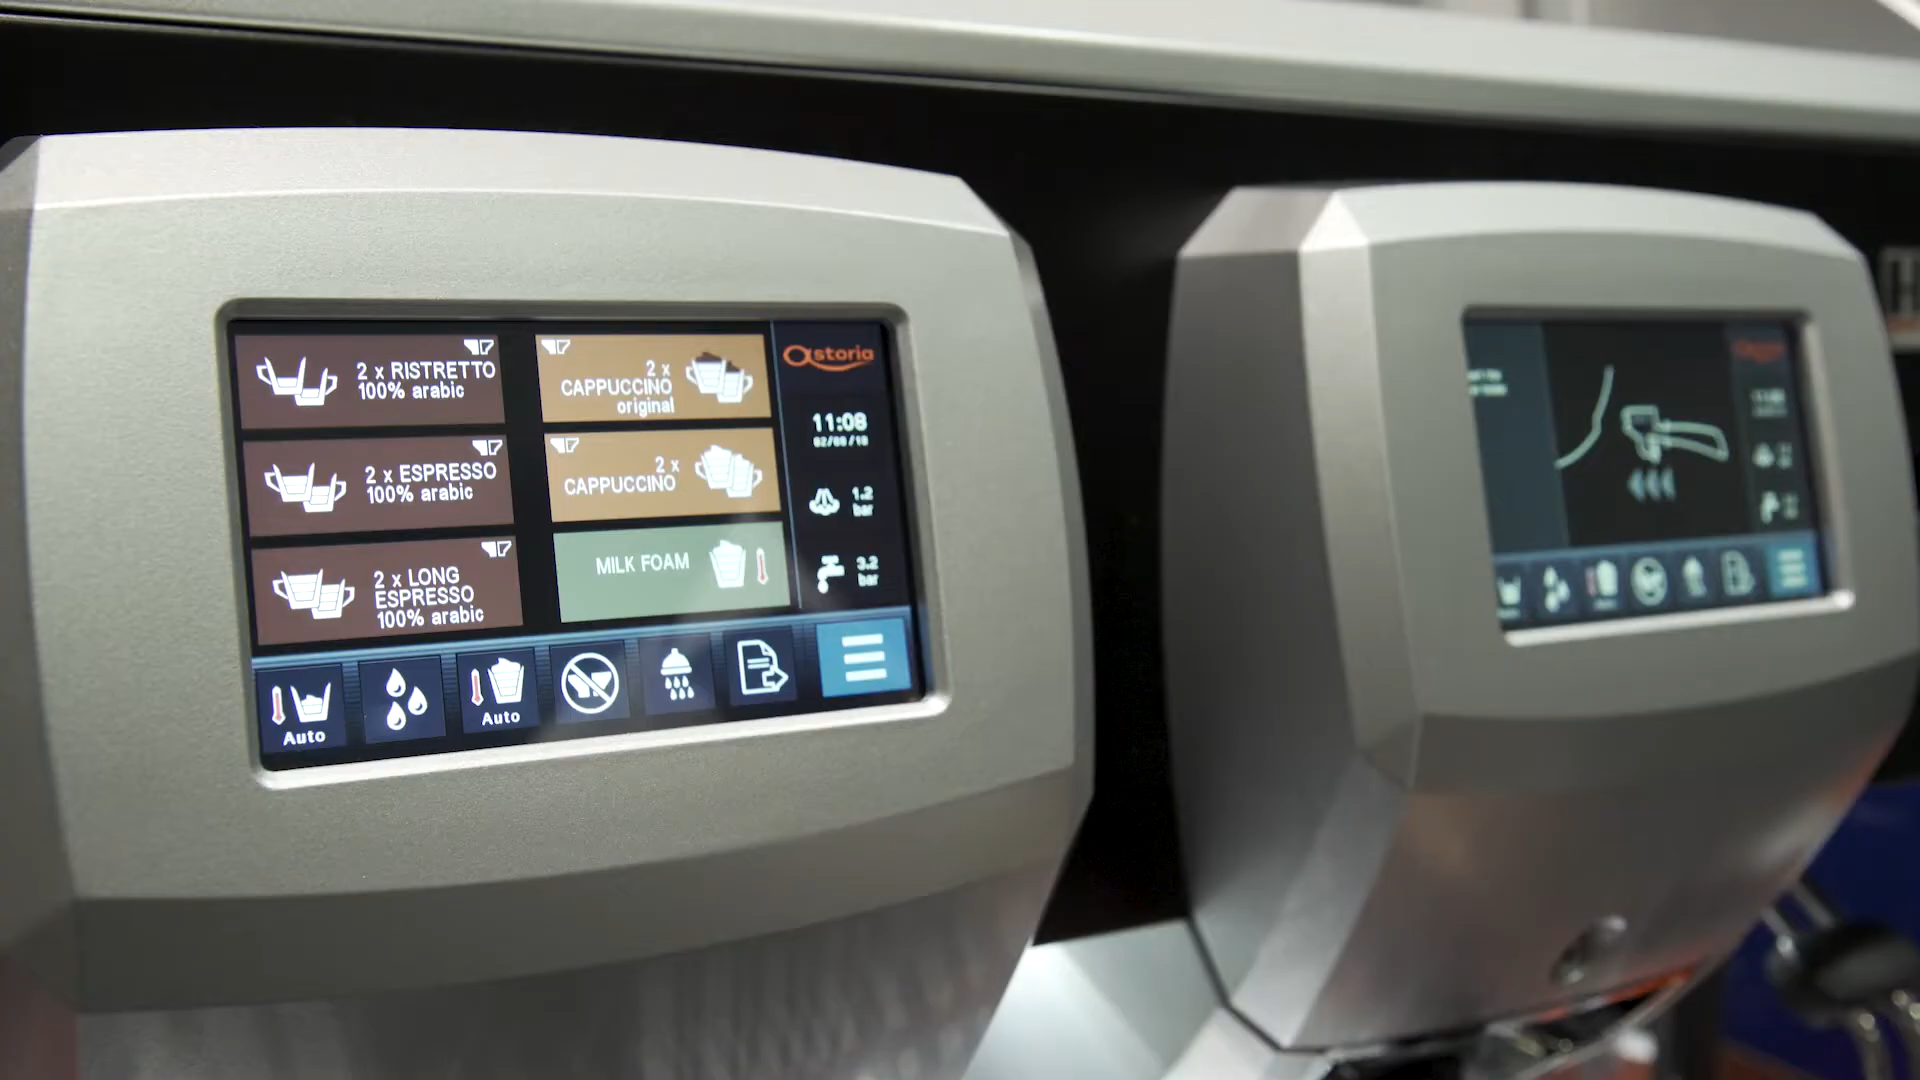 2 x RISTRETTO
100% arabic
2 x ESPRESSO
100% arabic
2 x LONG
ESPRESSO
100% arabic
2 x
CAPPUCCINO
original
2 x
CAPPUCCINO
MILK FOAM
astoria
11:08
1.2
bar
3.2
bar
Auto
Auto